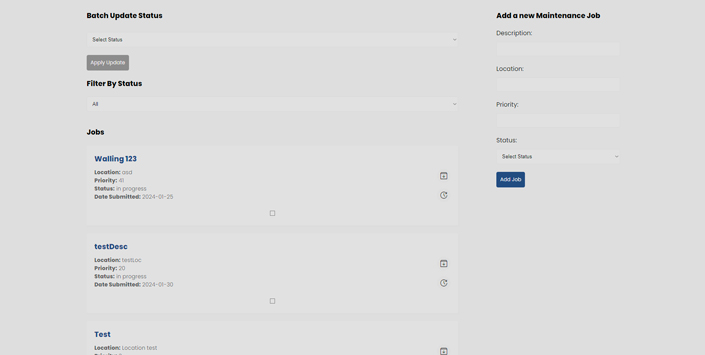 Batch Update Status
Select Status
Apply Update
Filter By Status
All
Jobs
Walling 123
Location: asd
Priority: 41
Status: in progress
Date Submitted: 2024-01-25
testDesc
Location: testLoc
Priority: 20
Status: in progress
Date Submitted: 2024-01-30
Test
Location: Location test
Add a new Maintenance Job
Description:
Location:
Priority:
Status:
Select Status
Add Job